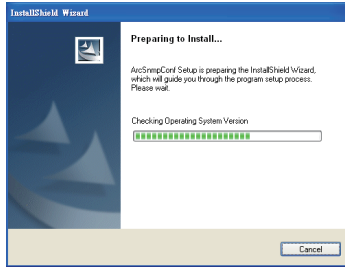 InstallShield Wizard
Preparing to Install...
ArcSnmpConf Setup is preparing the InstallShield Wizard,
which will guide you through the program setup process.
Please wait.
Checking Operating System Version
Cancel